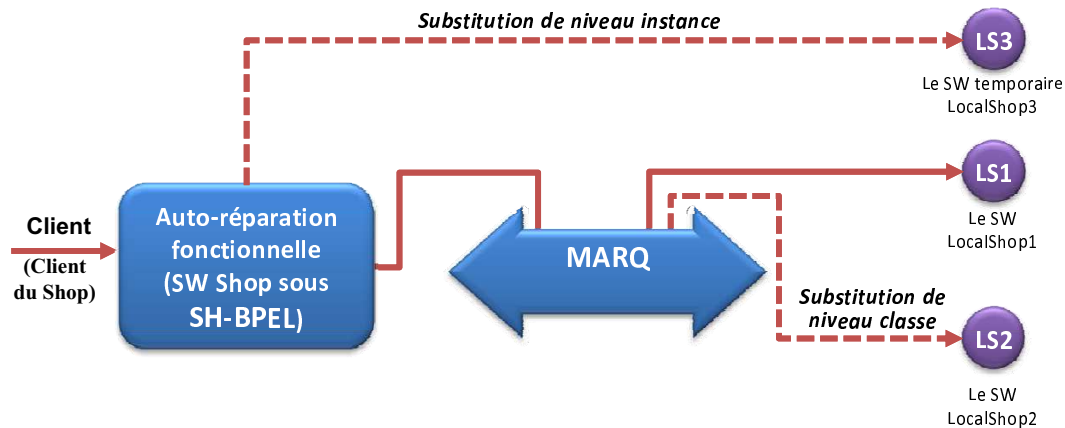 Substitution de niveau instance
LS3
Le SW temporaire
LocalShop3
LS1
Le SW
LocalShop1
Client
(Client
du Shop)
Auto-réparation
fonctionnelle
(SW Shop sous
SH-BPEL)
MARQ
Substitution de
niveau classe
LS2
Le SW
LocalShop2